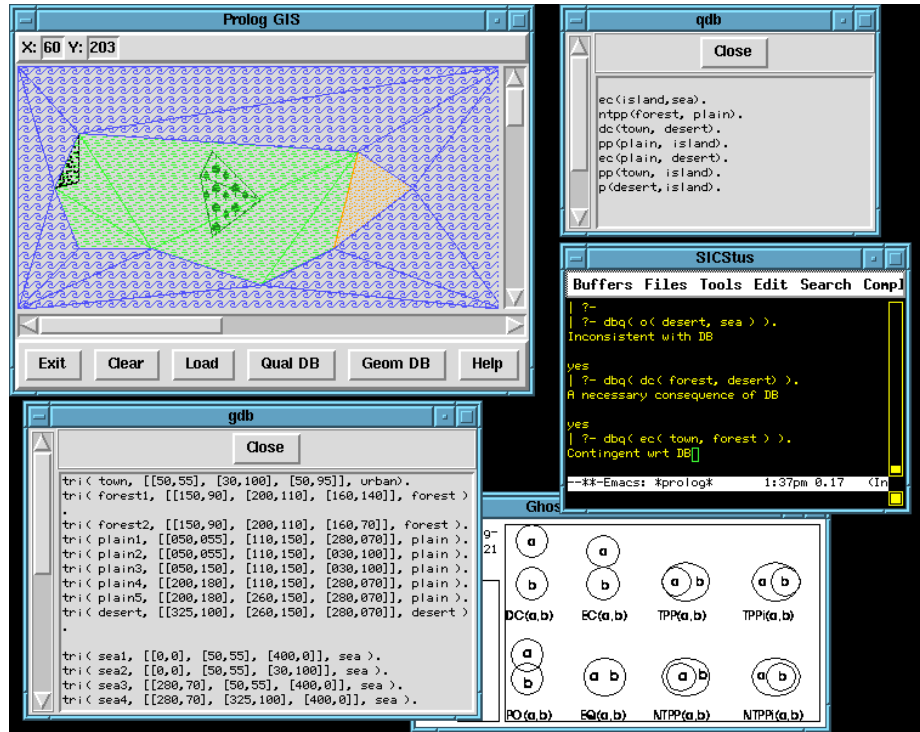 Prolog GIS
X: 60 Y: 203
Exit Clear Load Qual DB Geom DB Help
qdb
Close
ec(island,sea).
ntpp(forest, plain).
dc(town, desert).
pp(plain, island).
ec(plain, desert).
pp(town, island).
p(desert,island).
SICStus
Buffers Files Tools Edit Search Compl
| ?-
| ?- dbq( o( desert, sea ) ).
Inconsistent with DB
yes
| ?- dbq( dc( forest, desert) ).
A necessary consequence of DB
yes
| ?- dbq( ec( town, forest ) ).
Contingent wrt DB
--**-Emacs: *prolog* 1:37pm 0.17 (In
gdb
Close
tri( town, [[50,55], [30,100], [50,95]], urban).
tri( forest1, [[150,90], [200,110], [160,140]], forest )
.
tri( forest2, [[150,90], [200,110], [160,70]], forest ).
tri( plain1, [[050,055], [110,150], [280,070]], plain ).
tri( plain2, [[050,055], [110,150], [030,100]], plain ).
tri( plain3, [[050,150], [110,150], [030,100]], plain ).
tri( plain4, [[200,180], [110,150], [280,070]], plain ).
tri( plain5, [[200,180], [260,150], [280,070]], plain ).
tri( desert, [[325,100], [260,150], [280,070]], desert )
.
tri( sea1, [[0,0], [50,55], [400,0]], sea ).
tri( sea2, [[0,0], [50,55], [30,100]], sea ).
tri( sea3, [[280,70], [50,55], [400,0]], sea ).
tri( sea4, [[280,70], [325,100], [400,0]], sea ).
Ghos
9-
21
a a
b b a b a b
DC(a,b) EC(a,b) TPP(a,b) TPPi(a,b)
a
b a b a b a b
PO(a,b) EQ(a,b) NTPP(a,b) NTPPi(a,b)